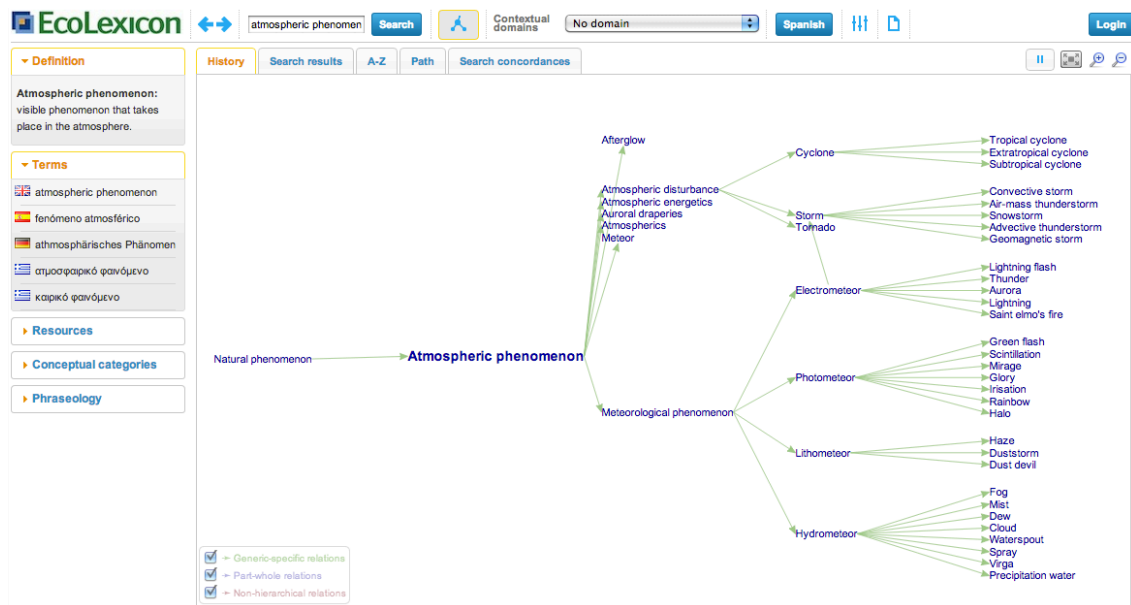 EcoLexicon
atmospheric phenomen
Search
Contextual
domains
No domain
Spanish
Login
Definition
Atmospheric phenomenon:
visible phenomenon that takes
place in the atmosphere.
Terms
atmospheric phenomenon
fenómeno atmosférico
athmosphärisches Phänomen
ατμοσφαιρικό φαινόμενο
καιρικό φαινόμενο
Resources
Conceptual categories
Phraseology
History
Search results
A-Z
Path
Search concordances
Natural phenomenon
Atmospheric phenomenon
Afterglow
Atmospheric disturbance
Atmospheric energetics
Auroral draperies
Atmospherics
Meteor
Meteorological phenomenon
Cyclone
Storm
Tornado
Electrometeor
Photometeor
Lithometeor
Hydrometeor
Tropical cyclone
Extratropical cyclone
Subtropical cyclone
Convective storm
Air-mass thunderstorm
Snowstorm
Advective thunderstorm
Geomagnetic storm
Lightning flash
Thunder
Aurora
Lightning
Saint elmo's fire
Green flash
Scintillation
Mirage
Glory
Irisation
Rainbow
Halo
Haze
Duststorm
Dust devil
Fog
Mist
Dew
Cloud
Waterspout
Spray
Virga
Precipitation water
Generic-specific relations
Part-whole relations
Non-hierarchical relations